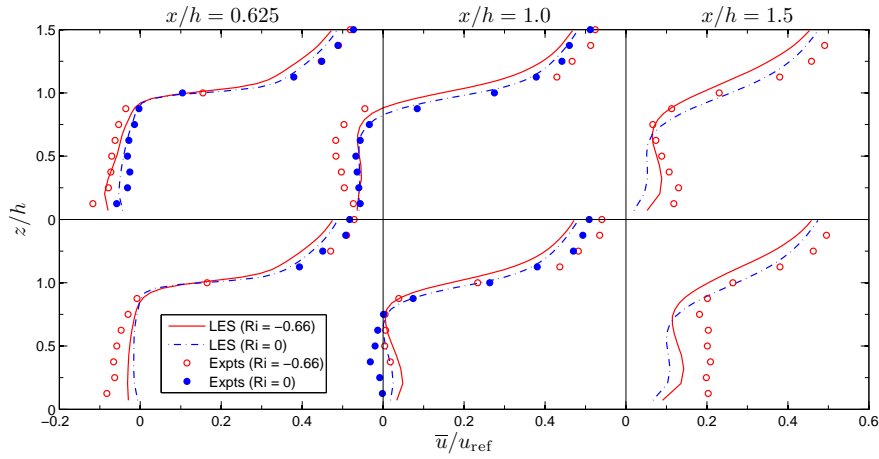 x/h = 0.625 x/h = 1.0 x/h = 1.5
1.5
1.0
0.5
0
z/h
1.0
0.5
0
LES (Ri = −0.66)
LES (Ri = 0)
Expts (Ri = −0.66)
Expts (Ri = 0)
−0.2 0 0.2 0.4 0 0.2 0.4 0 0.2 0.4 0.6
u̅/u_ref